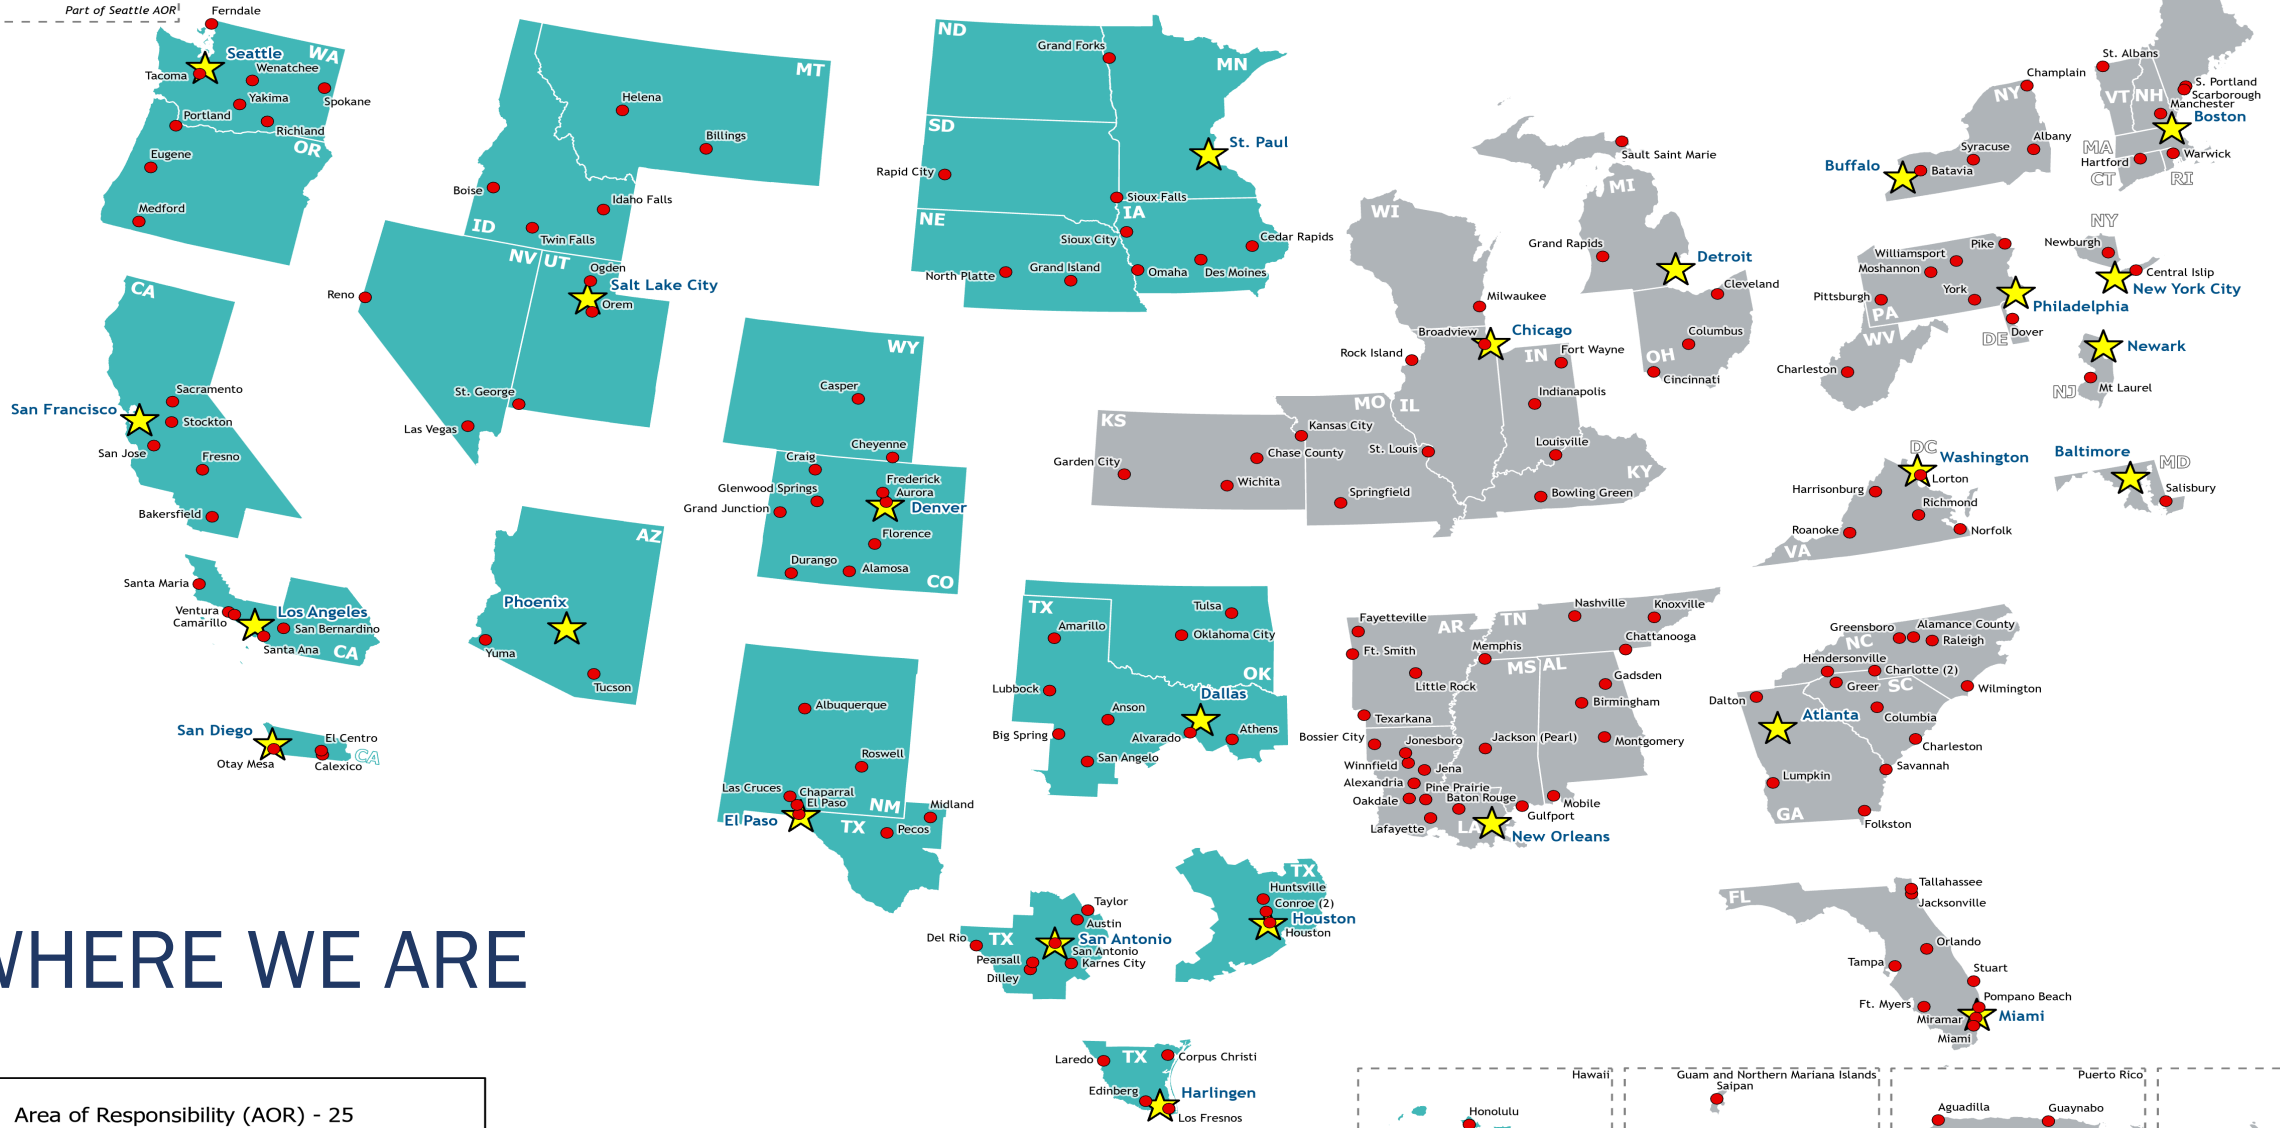 Part of Seattle AOR
Ferndale
Seattle
WA
Tacoma
Wenatchee
Yakima
Spokane
Portland
Richland
OR
Eugene
Medford
MT
Helena
Billings
Boise
Idaho Falls
ID
Twin Falls
NV
UT
Ogden
Salt Lake City
Orem
Reno
St. George
Las Vegas
ND
Grand Forks
MN
SD
St. Paul
Rapid City
Sioux Falls
NE
IA
Sioux City
Cedar Rapids
North Platte
Grand Island
Omaha
Des Moines
CA
Sacramento
San Francisco
Stockton
San Jose
Fresno
Bakersfield
WY
Casper
Cheyenne
Craig
Frederick
Glenwood Springs
Aurora
Grand Junction
Denver
Florence
Durango
Alamosa
CO
Santa Maria
Ventura
Los Angeles
Camarillo
San Bernardino
Santa Ana
CA
San Diego
El Centro
CA
Otay Mesa
Calexico
AZ
Phoenix
Yuma
Tucson
Albuquerque
Roswell
Las Cruces
Chaparral
El Paso
NM
Midland
El Paso
TX
Pecos
TX
Tulsa
Amarillo
Oklahoma City
OK
Lubbock
Dallas
Anson
Big Spring
Alvarado
Athens
San Angelo
Taylor
Austin
Del Rio
TX
San Antonio
San Antonio
Pearsall
Karnes City
Dilley
TX
Huntsville
Conroe (2)
Houston
Houston
Laredo
TX
Corpus Christi
Edinberg
Harlingen
Los Fresnos
WI
MI
Sault Saint Marie
Grand Rapids
Detroit
Cleveland
Milwaukee
Broadview
Chicago
Columbus
Rock Island
IN
Fort Wayne
OH
Cincinnati
Indianapolis
KS
MO
IL
Kansas City
Louisville
Chase County
St. Louis
Garden City
KY
Wichita
Springfield
Bowling Green
Fayetteville
AR
TN
Nashville
Knoxville
Chattanooga
Ft. Smith
Memphis
MS
AL
Little Rock
Gadsden
Birmingham
Texarkana
Bossier City
Jonesboro
Jackson (Pearl)
Montgomery
Winnfield
Jena
Alexandria
Pine Prairie
Oakdale
Baton Rouge
Mobile
Gulfport
Lafayette
LA
New Orleans
St. Albans
Champlain
S. Portland
Scarborough
NY
VT
NH
Manchester
Boston
Albany
MA
Syracuse
Buffalo
Batavia
Hartford
Warwick
CT
RI
Pike
Williamsport
Moshannon
Pittsburgh
York
PA
Philadelphia
Dover
DE
WV
Charleston
NY
Newburgh
Central Islip
New York City
Newark
NJ
Mt Laurel
DC
Washington
Lorton
Harrisonburg
Richmond
Roanoke
Norfolk
VA
Baltimore
MD
Salisbury
Greensboro
Alamance County
NC
Raleigh
Hendersonville
Charlotte (2)
Greer
SC
Wilmington
Dalton
Atlanta
Columbia
Charleston
Savannah
Lumpkin
GA
Folkston
FL
Tallahassee
Jacksonville
Orlando
Tampa
Stuart
Ft. Myers
Pompano Beach
Miramar
Miami
Miami
WHERE WE ARE
Area of Responsibility (AOR) - 25
Hawaii
Honolulu
Guam and Northern Mariana Islands
Saipan
Puerto Rico
Aguadilla
Guaynabo